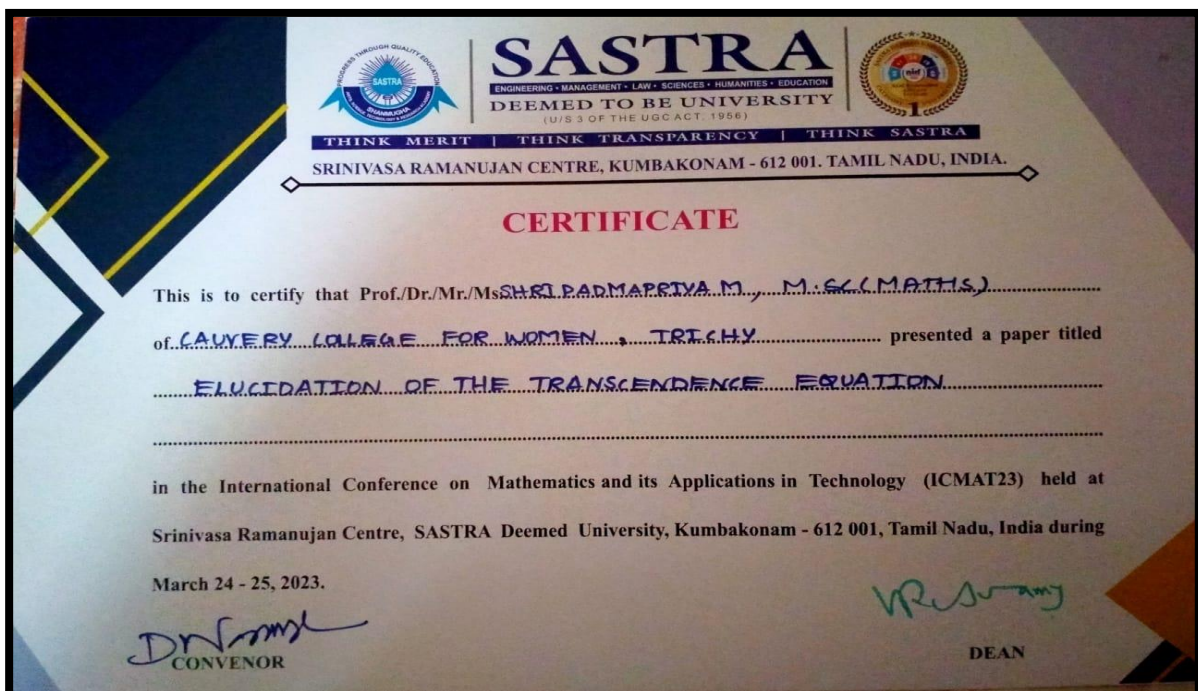 PROGRESS THROUGH QUALITY EDUCATION
SASTRA
SHANMUGHA
SASTRA
ENGINEERING · MANAGEMENT · LAW · SCIENCES · HUMANITIES · EDUCATION
DEEMED TO BE UNIVERSITY
(U/S 3 OF THE UGC ACT, 1956)
nirf
1
THINK MERIT | THINK TRANSPARENCY | THINK SASTRA
SRINIVASA RAMANUJAN CENTRE, KUMBAKONAM - 612 001. TAMIL NADU, INDIA.
CERTIFICATE
This is to certify that Prof./Dr./Mr./Ms. SHRI PADMAPRIYA M, M.SC(MATHS)
of CAUVERY COLLEGE FOR WOMEN, TRICHY presented a paper titled
ELUCIDATION OF THE TRANSCENDENCE EQUATION
in the International Conference on Mathematics and its Applications in Technology (ICMAT23) held at
Srinivasa Ramanujan Centre, SASTRA Deemed University, Kumbakonam - 612 001, Tamil Nadu, India during
March 24 - 25, 2023.
CONVENOR
DEAN